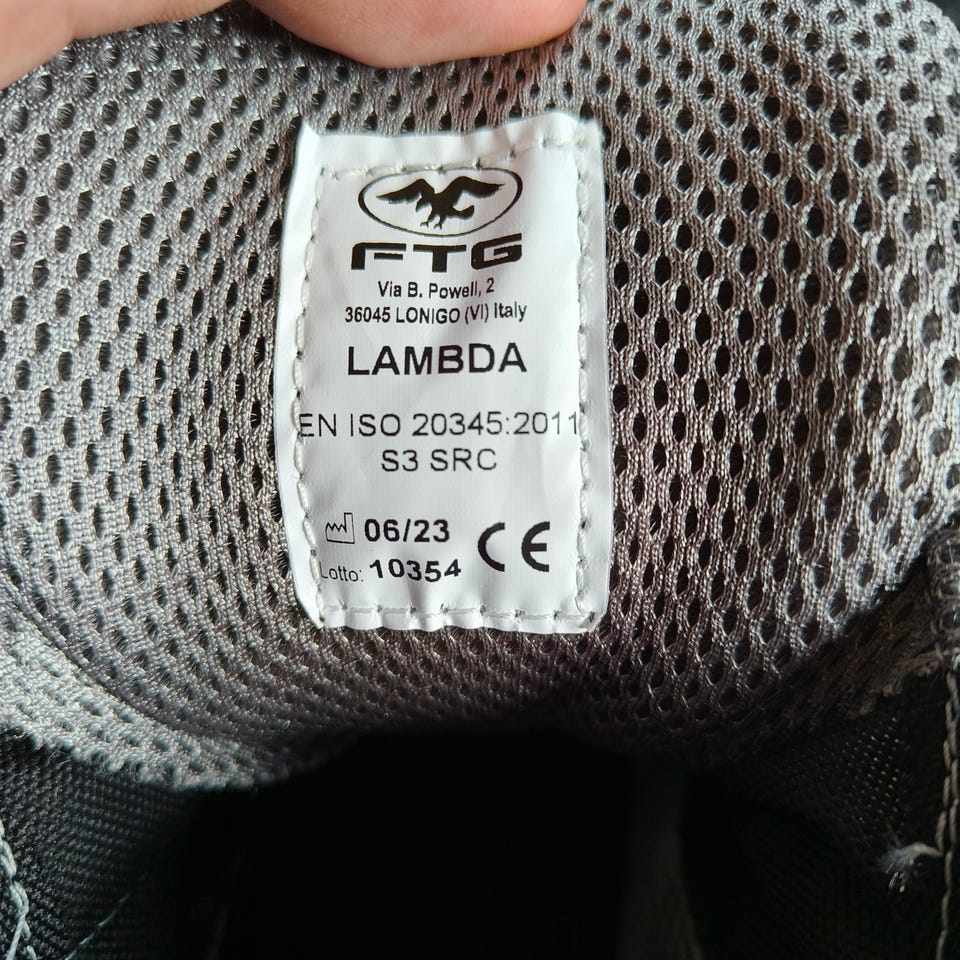 FTG
Via B. Powell, 2
36045 LONIGO (VI) Italy
LAMBDA
EN ISO 20345:2011
S3 SRC
06/23 CE
Lotto: 10354